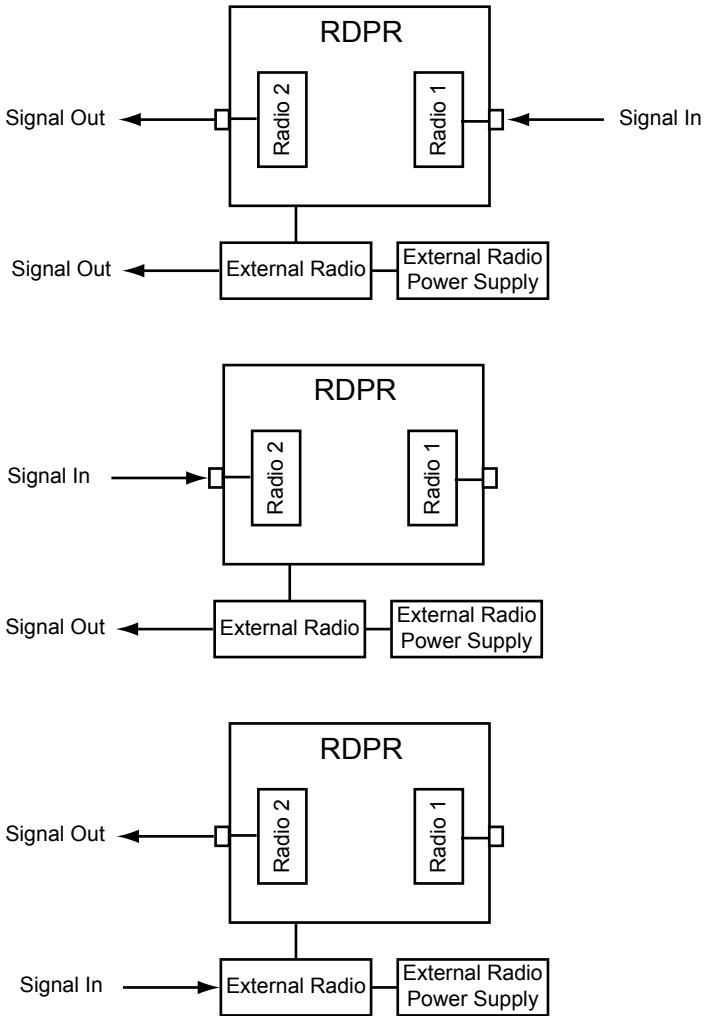 RDPR
Signal Out
Radio 2
Radio 1
Signal In
Signal Out
External Radio
External Radio
Power Supply
RDPR
Signal In
Radio 2
Radio 1
Signal Out
External Radio
External Radio
Power Supply
RDPR
Signal Out
Radio 2
Radio 1
Signal In
External Radio
External Radio
Power Supply